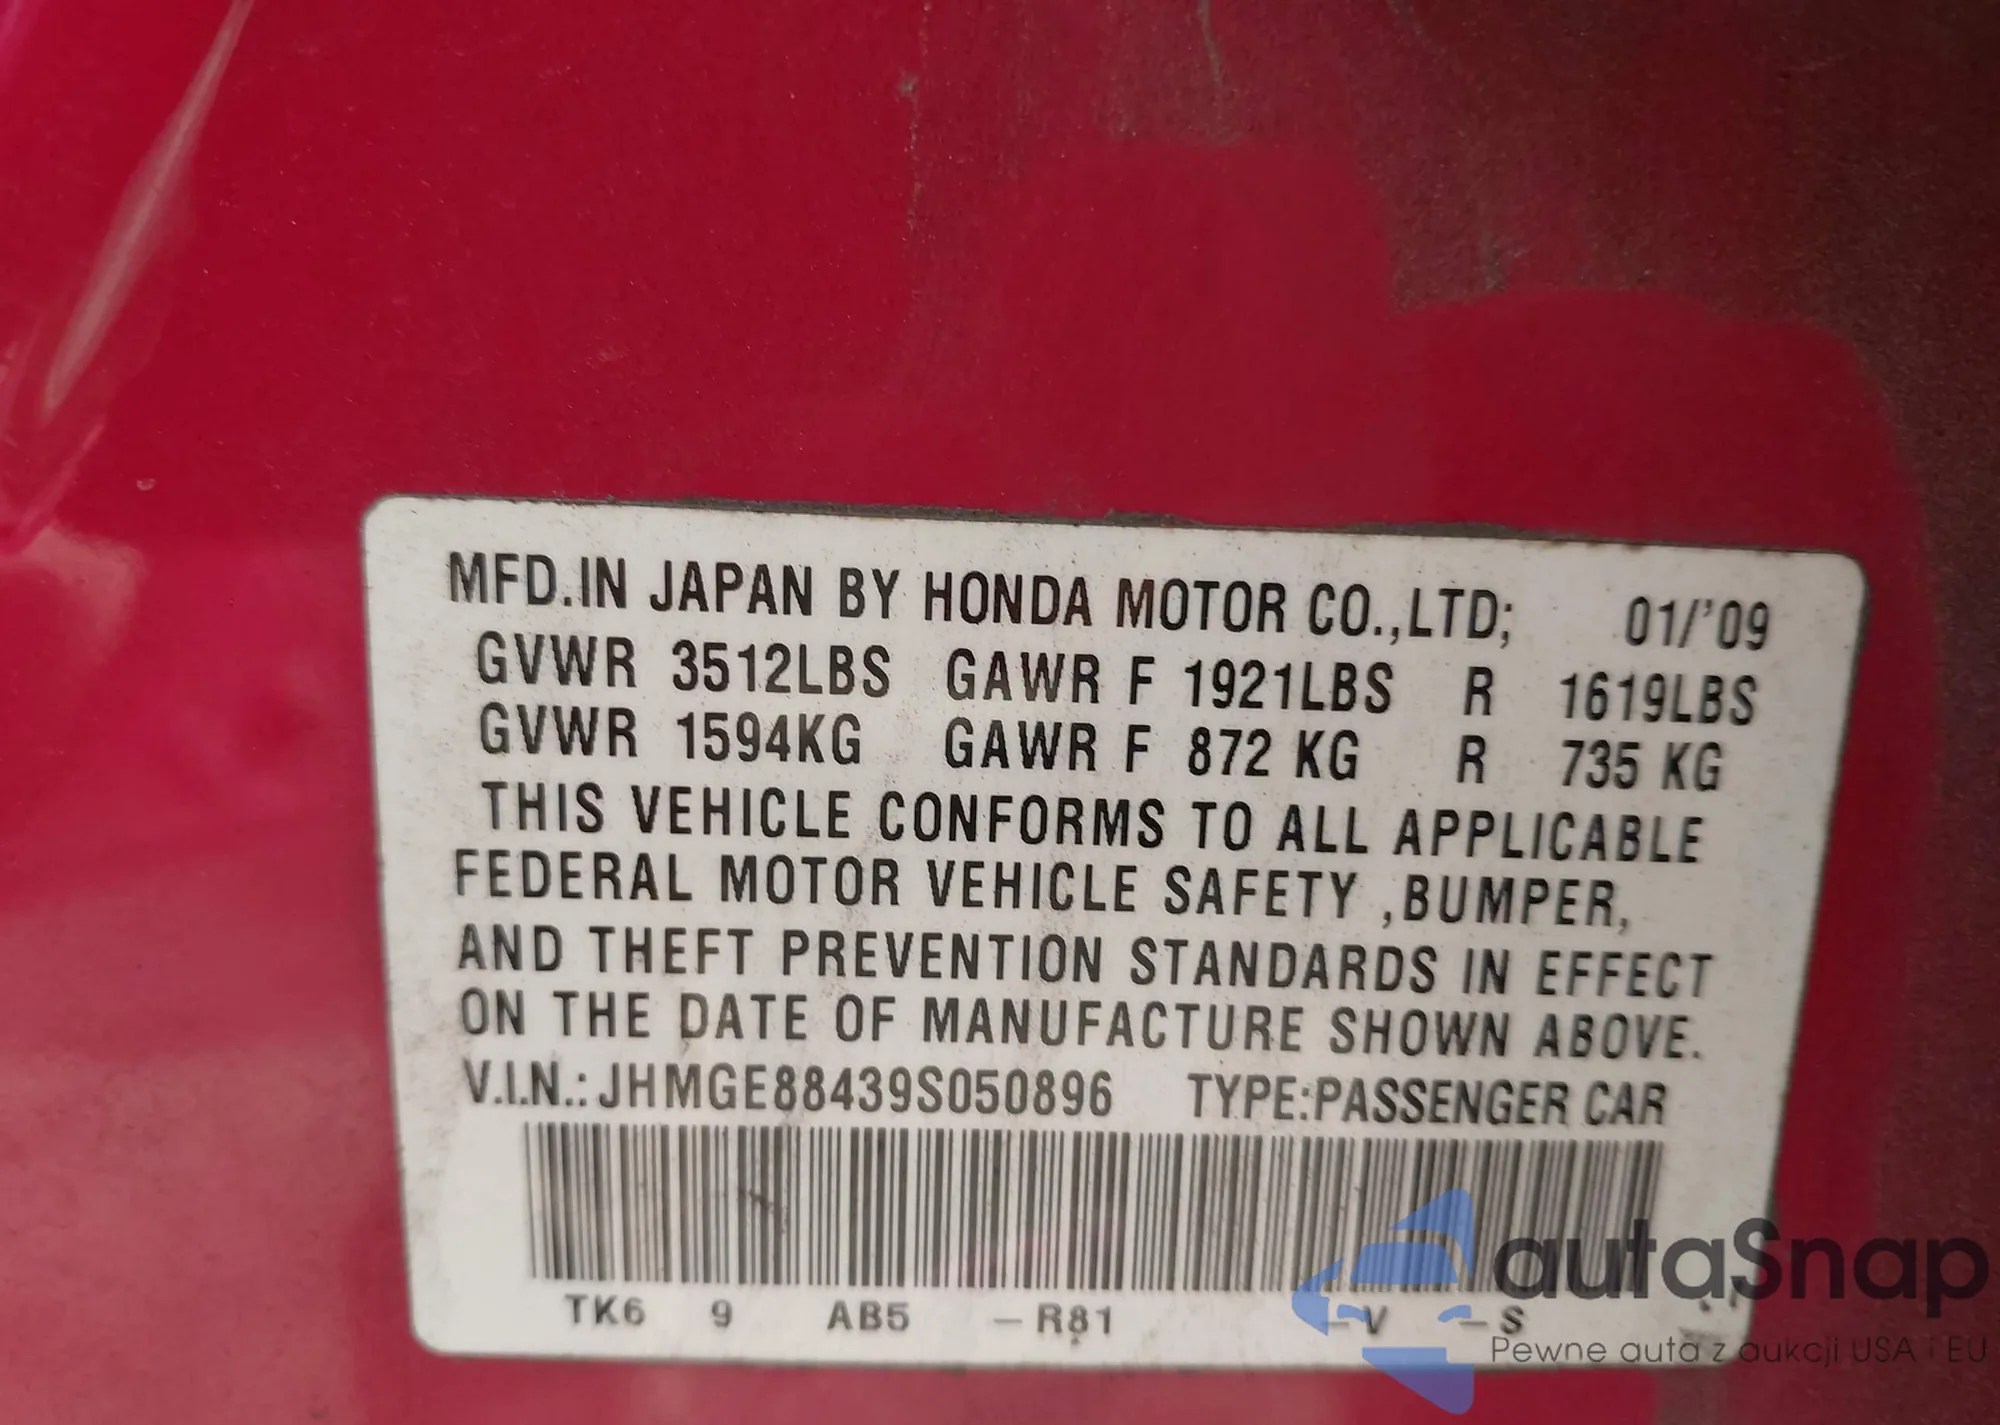 MFD.IN JAPAN BY HONDA MOTOR CO.,LTD; 01/'09
GVWR 3512LBS GAWR F 1921LBS R 1619LBS
GVWR 1594KG GAWR F 872 KG R 735 KG
THIS VEHICLE CONFORMS TO ALL APPLICABLE
FEDERAL MOTOR VEHICLE SAFETY ,BUMPER,
AND THEFT PREVENTION STANDARDS IN EFFECT
ON THE DATE OF MANUFACTURE SHOWN ABOVE.
V.I.N.: JHMGE88439S050896 TYPE:PASSENGER CAR
TK6 9 AB5 -R81 -V -S
autaSnap
Pewne auta z aukcji USA i EU